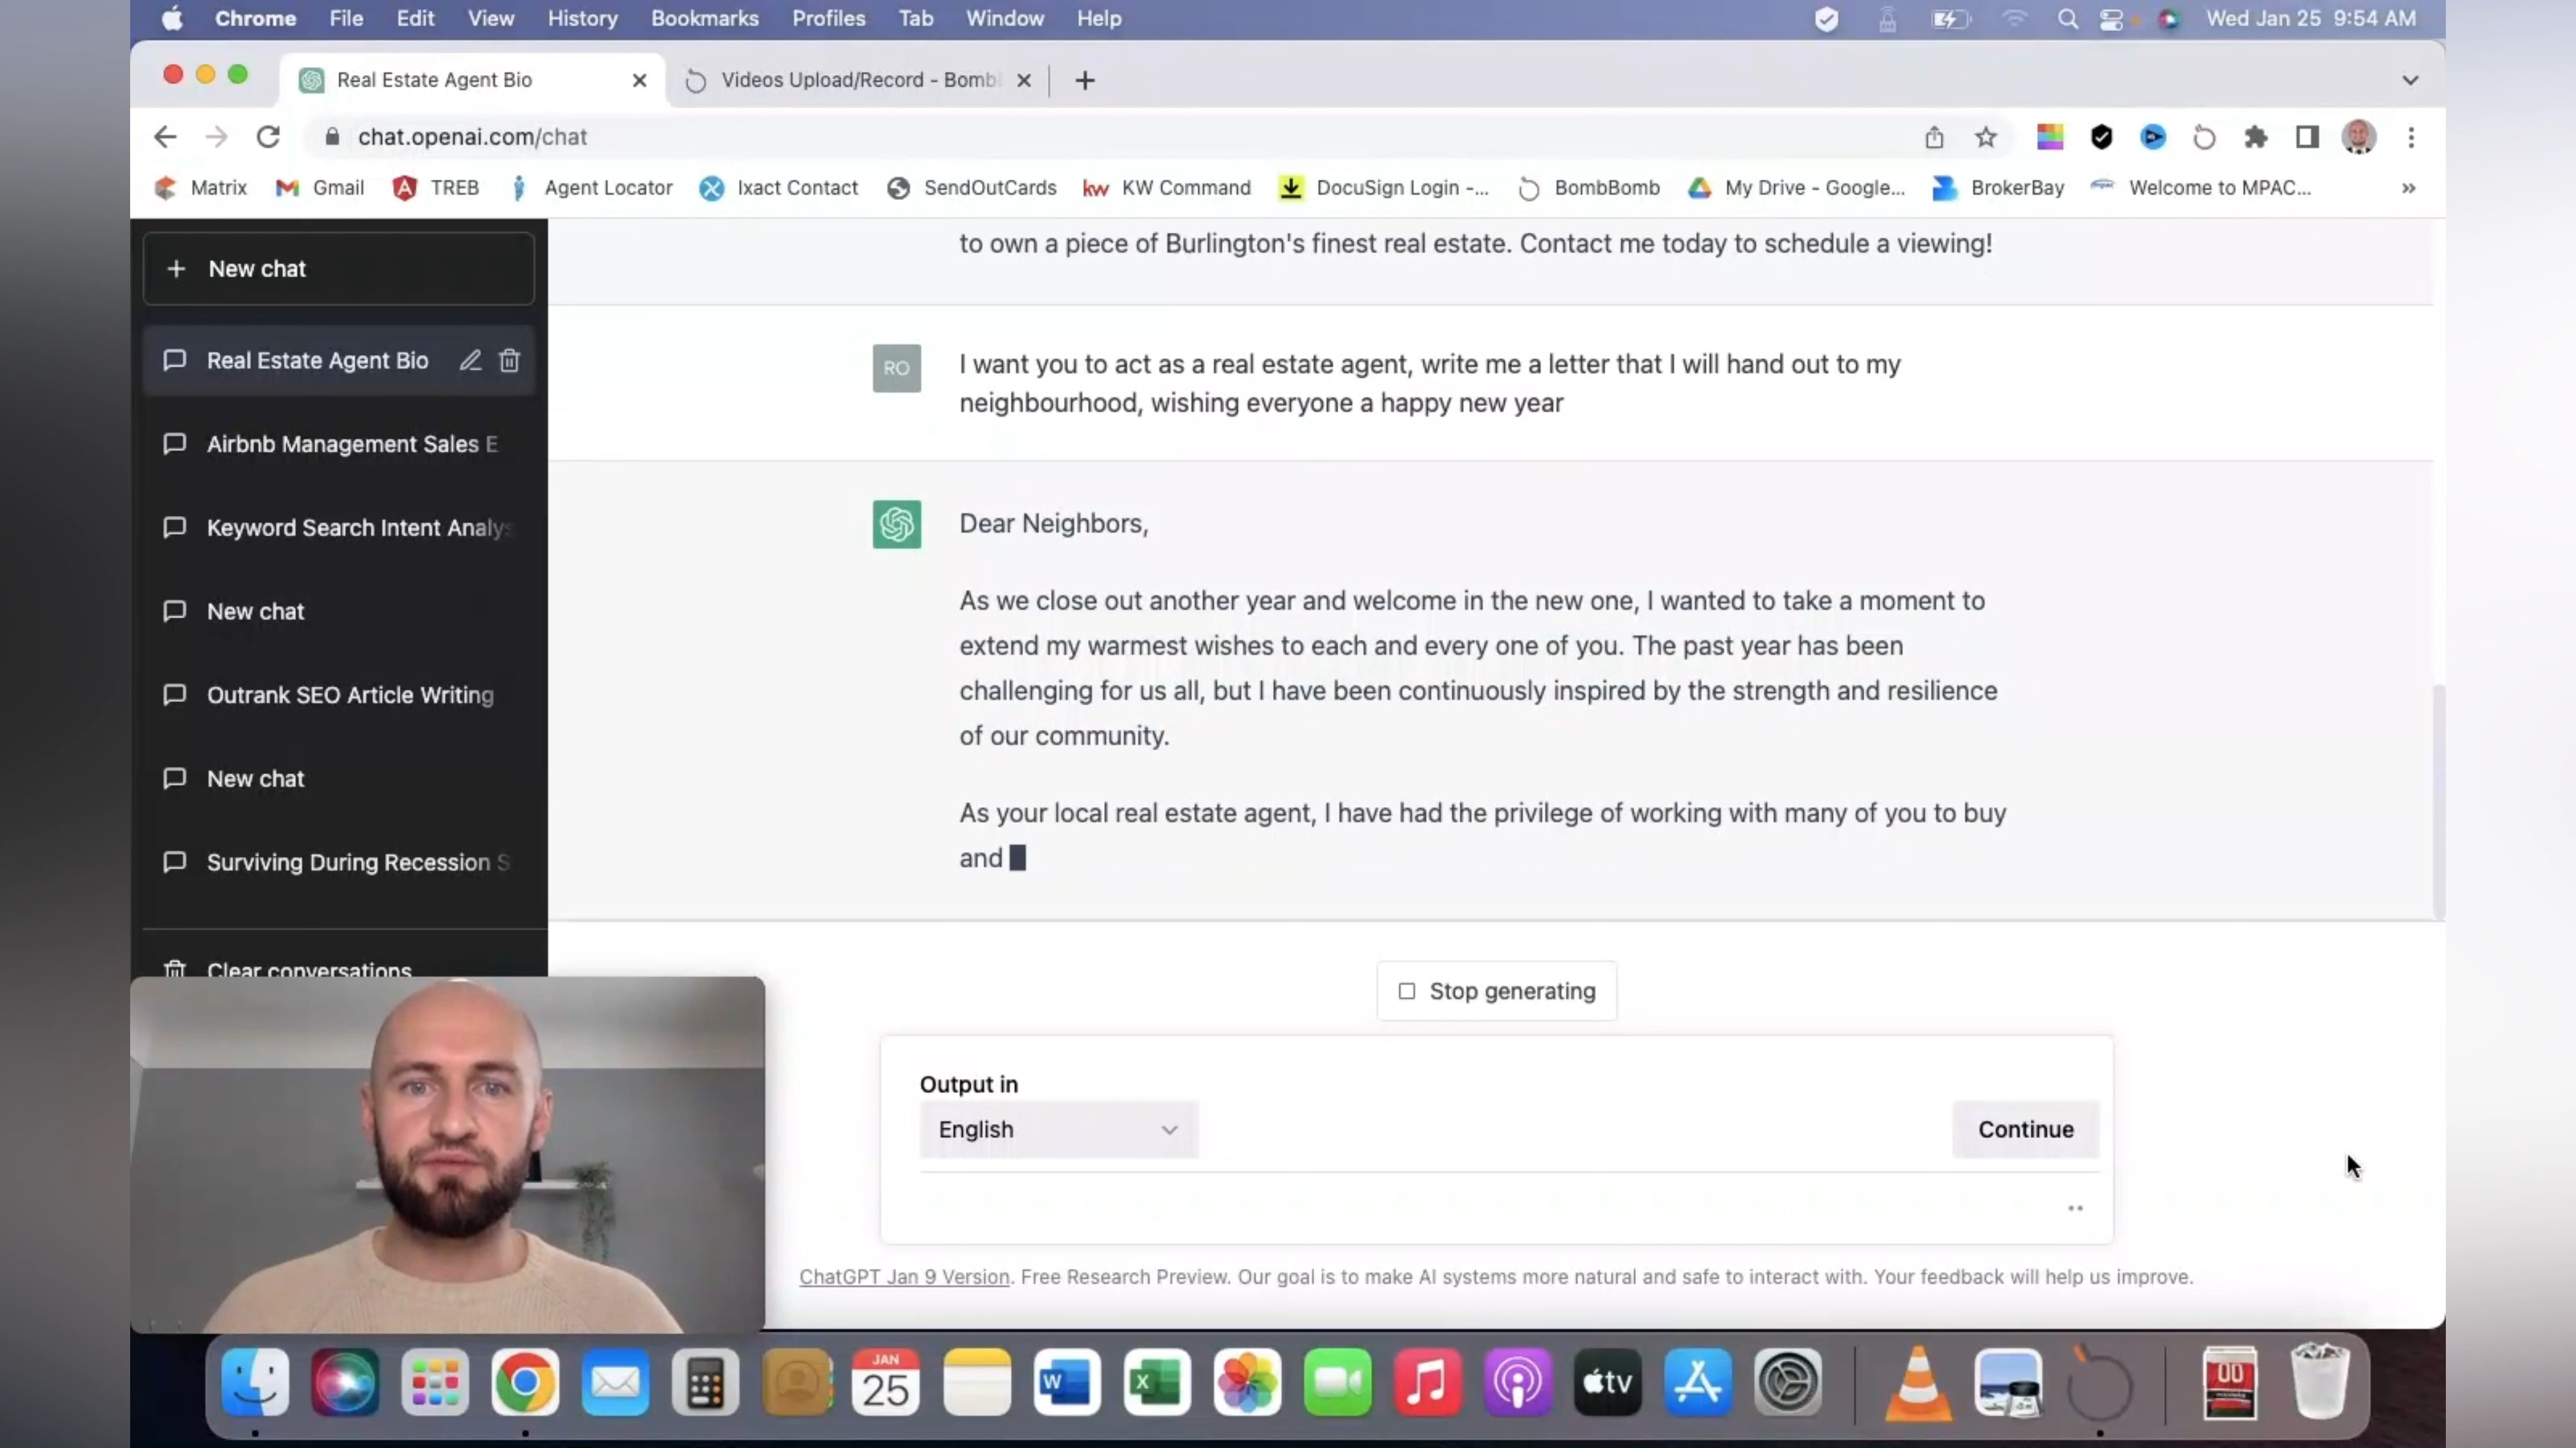 Chrome File Edit View History Bookmarks Profiles Tab Window Help Wed Jan 25 9:54 AM
Real Estate Agent Bio Videos Upload/Record - Bomb
chat.openai.com/chat
Matrix Gmail TREB Agent Locator Ixact Contact SendOutCards kw KW Command DocuSign Login -... BombBomb My Drive - Google... BrokerBay Welcome to MPAC... »
New chat
Real Estate Agent Bio
Airbnb Management Sales E
Keyword Search Intent Analys
New chat
Outrank SEO Article Writing
New chat
Surviving During Recession S
Clear conversations
to own a piece of Burlington's finest real estate. Contact me today to schedule a viewing!
RO
I want you to act as a real estate agent, write me a letter that I will hand out to my
neighbourhood, wishing everyone a happy new year
Dear Neighbors,
As we close out another year and welcome in the new one, I wanted to take a moment to
extend my warmest wishes to each and every one of you. The past year has been
challenging for us all, but I have been continuously inspired by the strength and resilience
of our community.
As your local real estate agent, I have had the privilege of working with many of you to buy
and
Stop generating
Output in
English
Continue
ChatGPT Jan 9 Version. Free Research Preview. Our goal is to make AI systems more natural and safe to interact with. Your feedback will help us improve.
JAN
25
W
X
tv